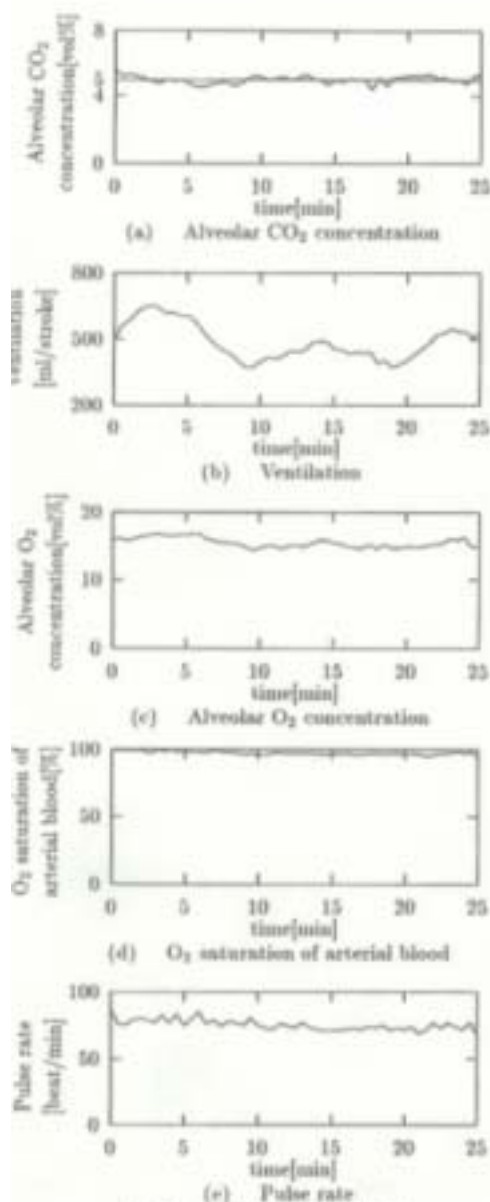 Alveolar CO₂
concentration[vol%]
8
5
4
0
0 5 10 15 20 25
time[min]
(a) Alveolar CO₂ concentration
Ventilation
[ml/stroke]
800
500
200
0 5 10 15 20 25
time[min]
(b) Ventilation
Alveolar O₂
concentration[vol%]
20
10
0
0 5 10 15 20 25
time[min]
(c) Alveolar O₂ concentration
O₂ saturation of
arterial blood[%]
100
50
0
0 5 10 15 20 25
time[min]
(d) O₂ saturation of arterial blood
Pulse rate
[beat/min]
100
50
0
0 5 10 15 20 25
time[min]
(e) Pulse rate